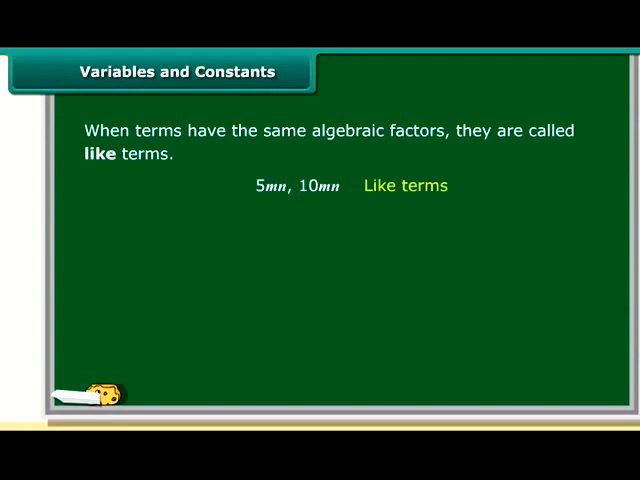 Variables and Constants
When terms have the same algebraic factors, they are called
like terms.
5mn, 10mn Like terms